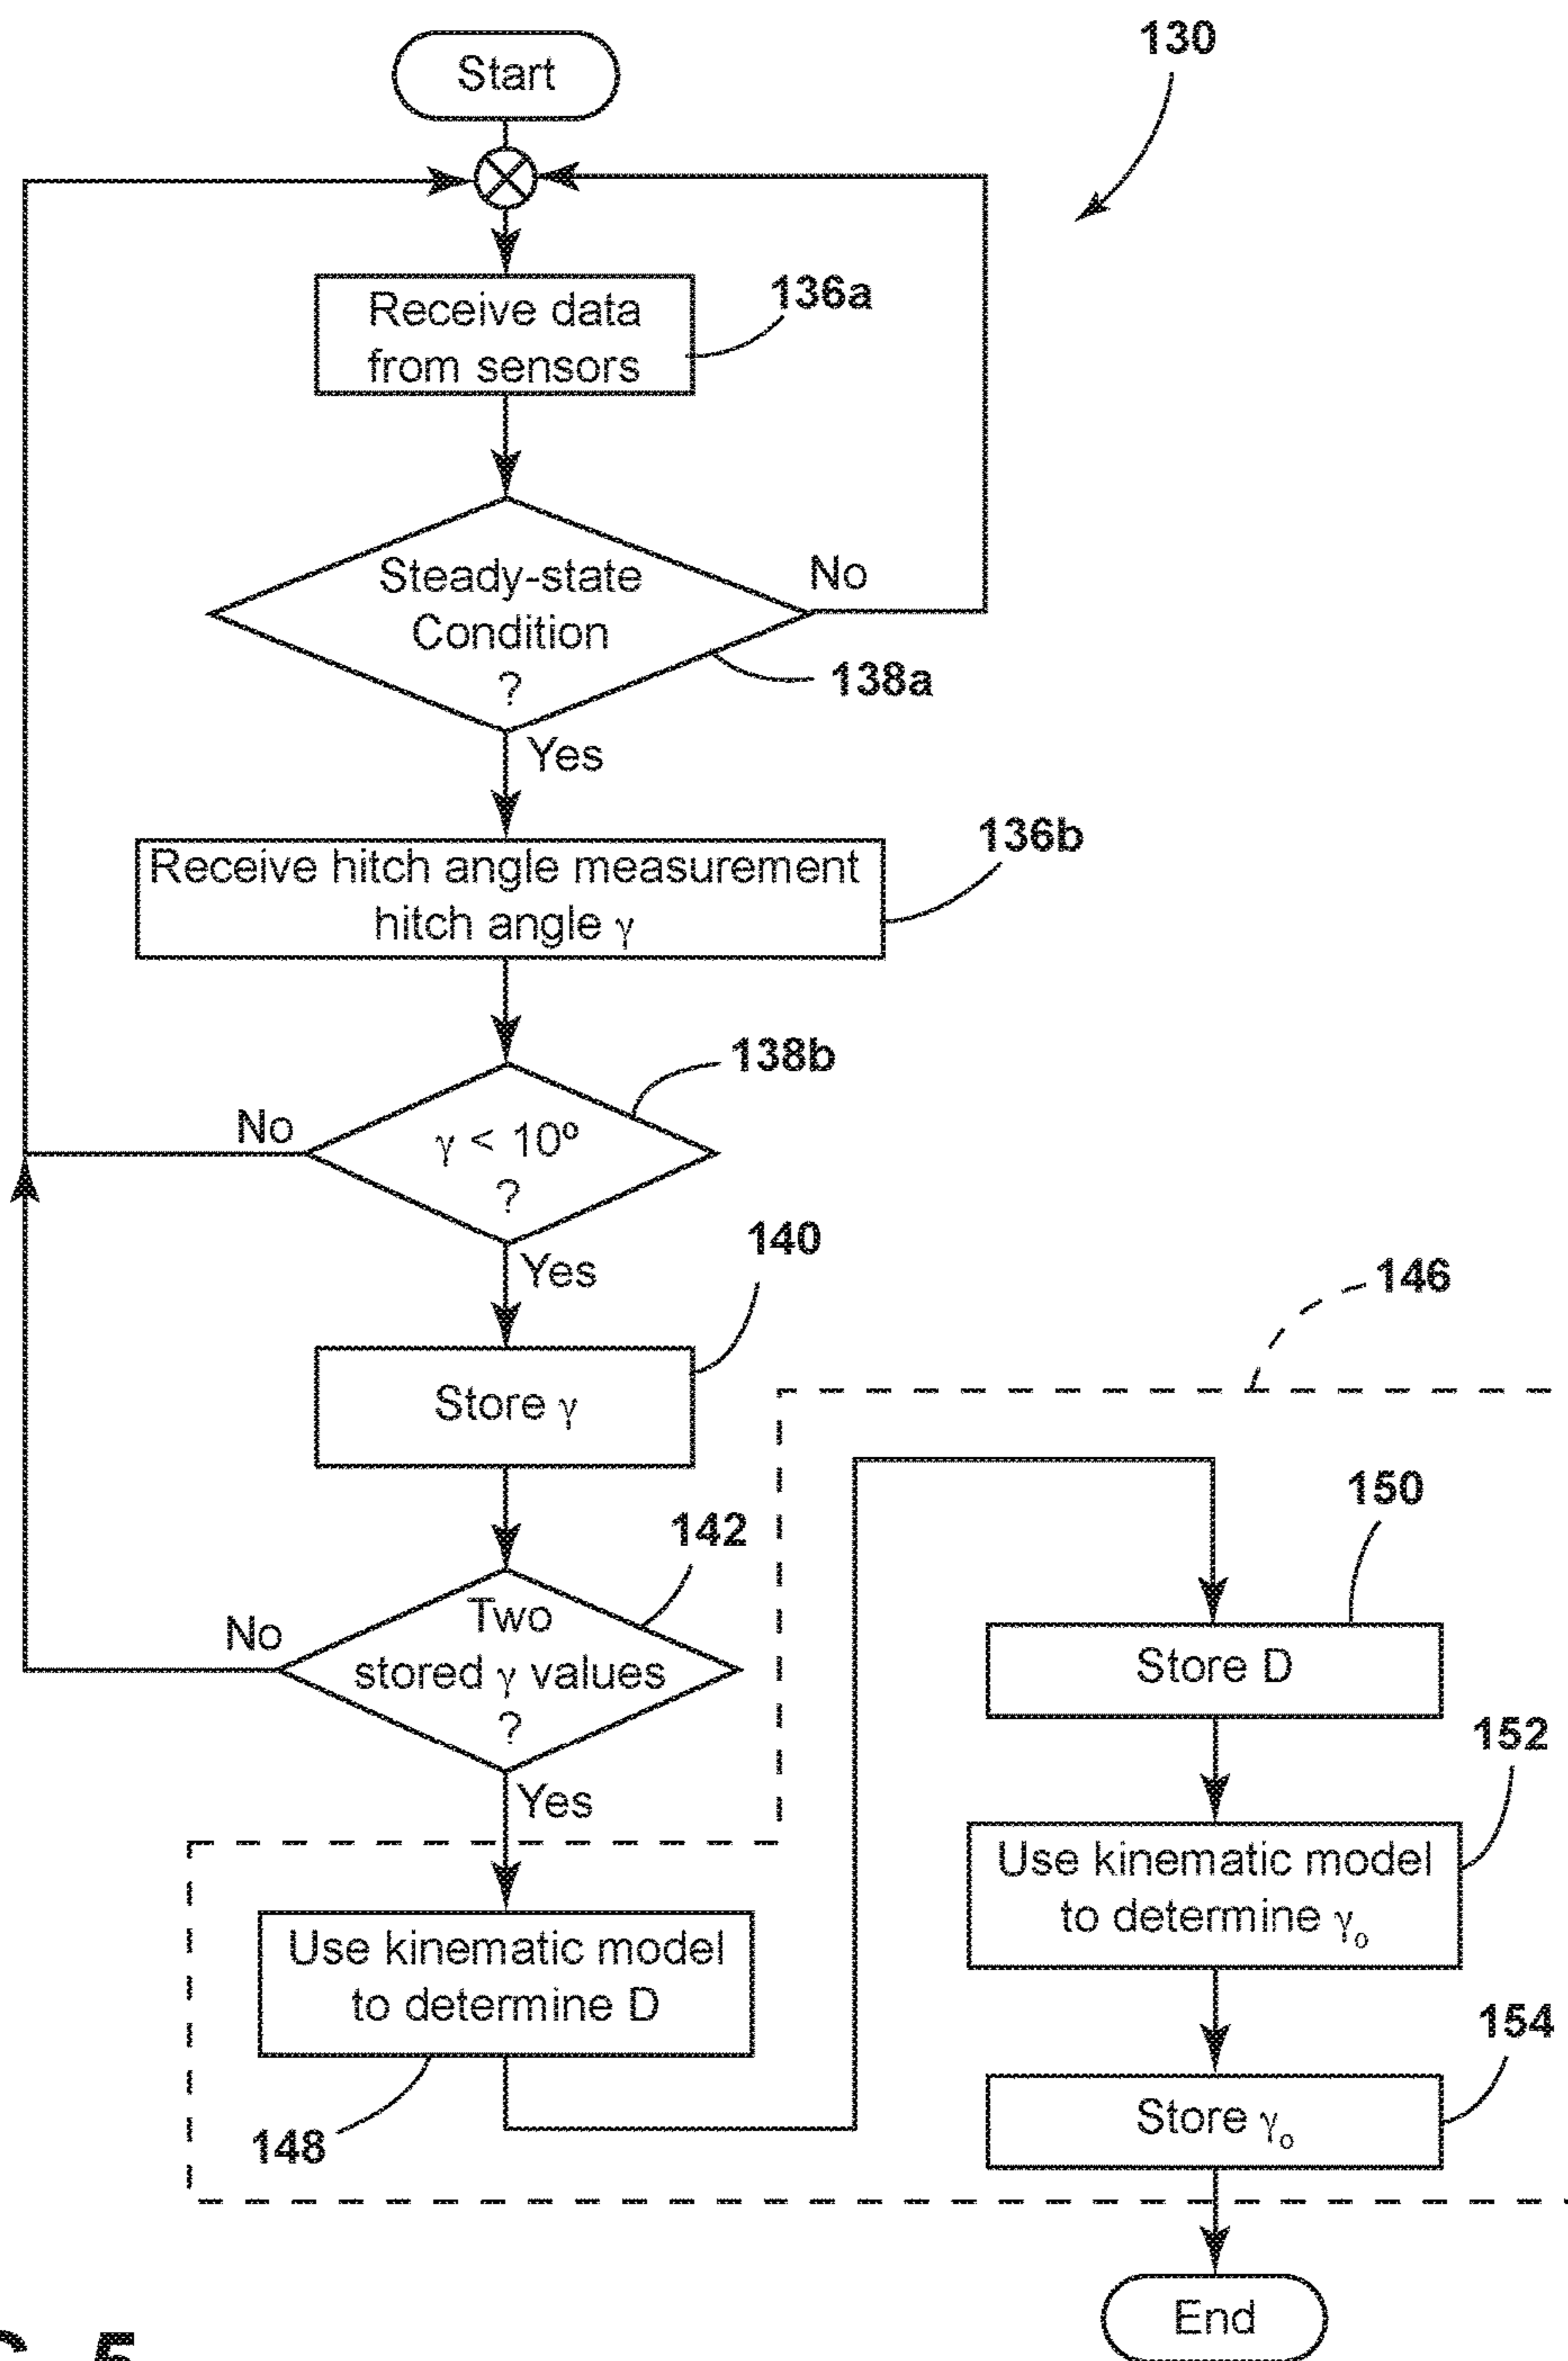 130
Start
Receive data
from sensors
136a
Steady-state
Condition
?
No
138a
Yes
Receive hitch angle measurement
hitch angle γ
136b
138b
No
γ < 10º
?
Yes
140
Store γ
146
142
No
Two
stored γ values
?
Yes
Use kinematic model
to determine D
148
150
Store D
152
Use kinematic model
to determine γo
154
Store γo
End
5